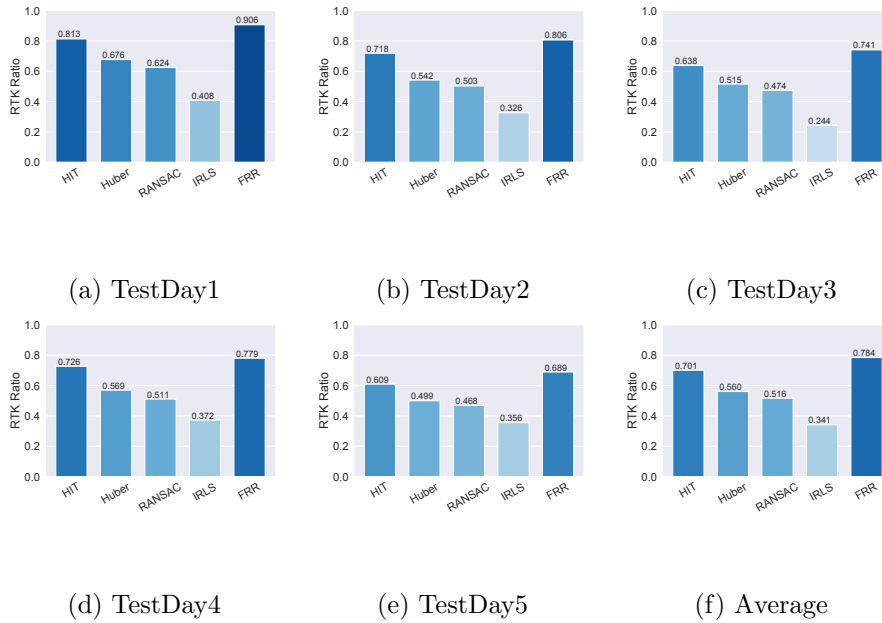 1.0
0.8
0.6
0.4
0.2
0.0
RTK Ratio
0.813
0.676
0.624
0.408
0.906
HIT
Huber
RANSAC
IRLS
FRR
(a) TestDay1
1.0
0.8
0.6
0.4
0.2
0.0
RTK Ratio
0.718
0.542
0.503
0.326
0.806
HIT
Huber
RANSAC
IRLS
FRR
(b) TestDay2
1.0
0.8
0.6
0.4
0.2
0.0
RTK Ratio
0.638
0.515
0.474
0.244
0.741
HIT
Huber
RANSAC
IRLS
FRR
(c) TestDay3
1.0
0.8
0.6
0.4
0.2
0.0
RTK Ratio
0.726
0.569
0.511
0.372
0.779
HIT
Huber
RANSAC
IRLS
FRR
(d) TestDay4
1.0
0.8
0.6
0.4
0.2
0.0
RTK Ratio
0.609
0.499
0.468
0.356
0.689
HIT
Huber
RANSAC
IRLS
FRR
(e) TestDay5
1.0
0.8
0.6
0.4
0.2
0.0
RTK Ratio
0.701
0.560
0.516
0.341
0.784
HIT
Huber
RANSAC
IRLS
FRR
(f) Average